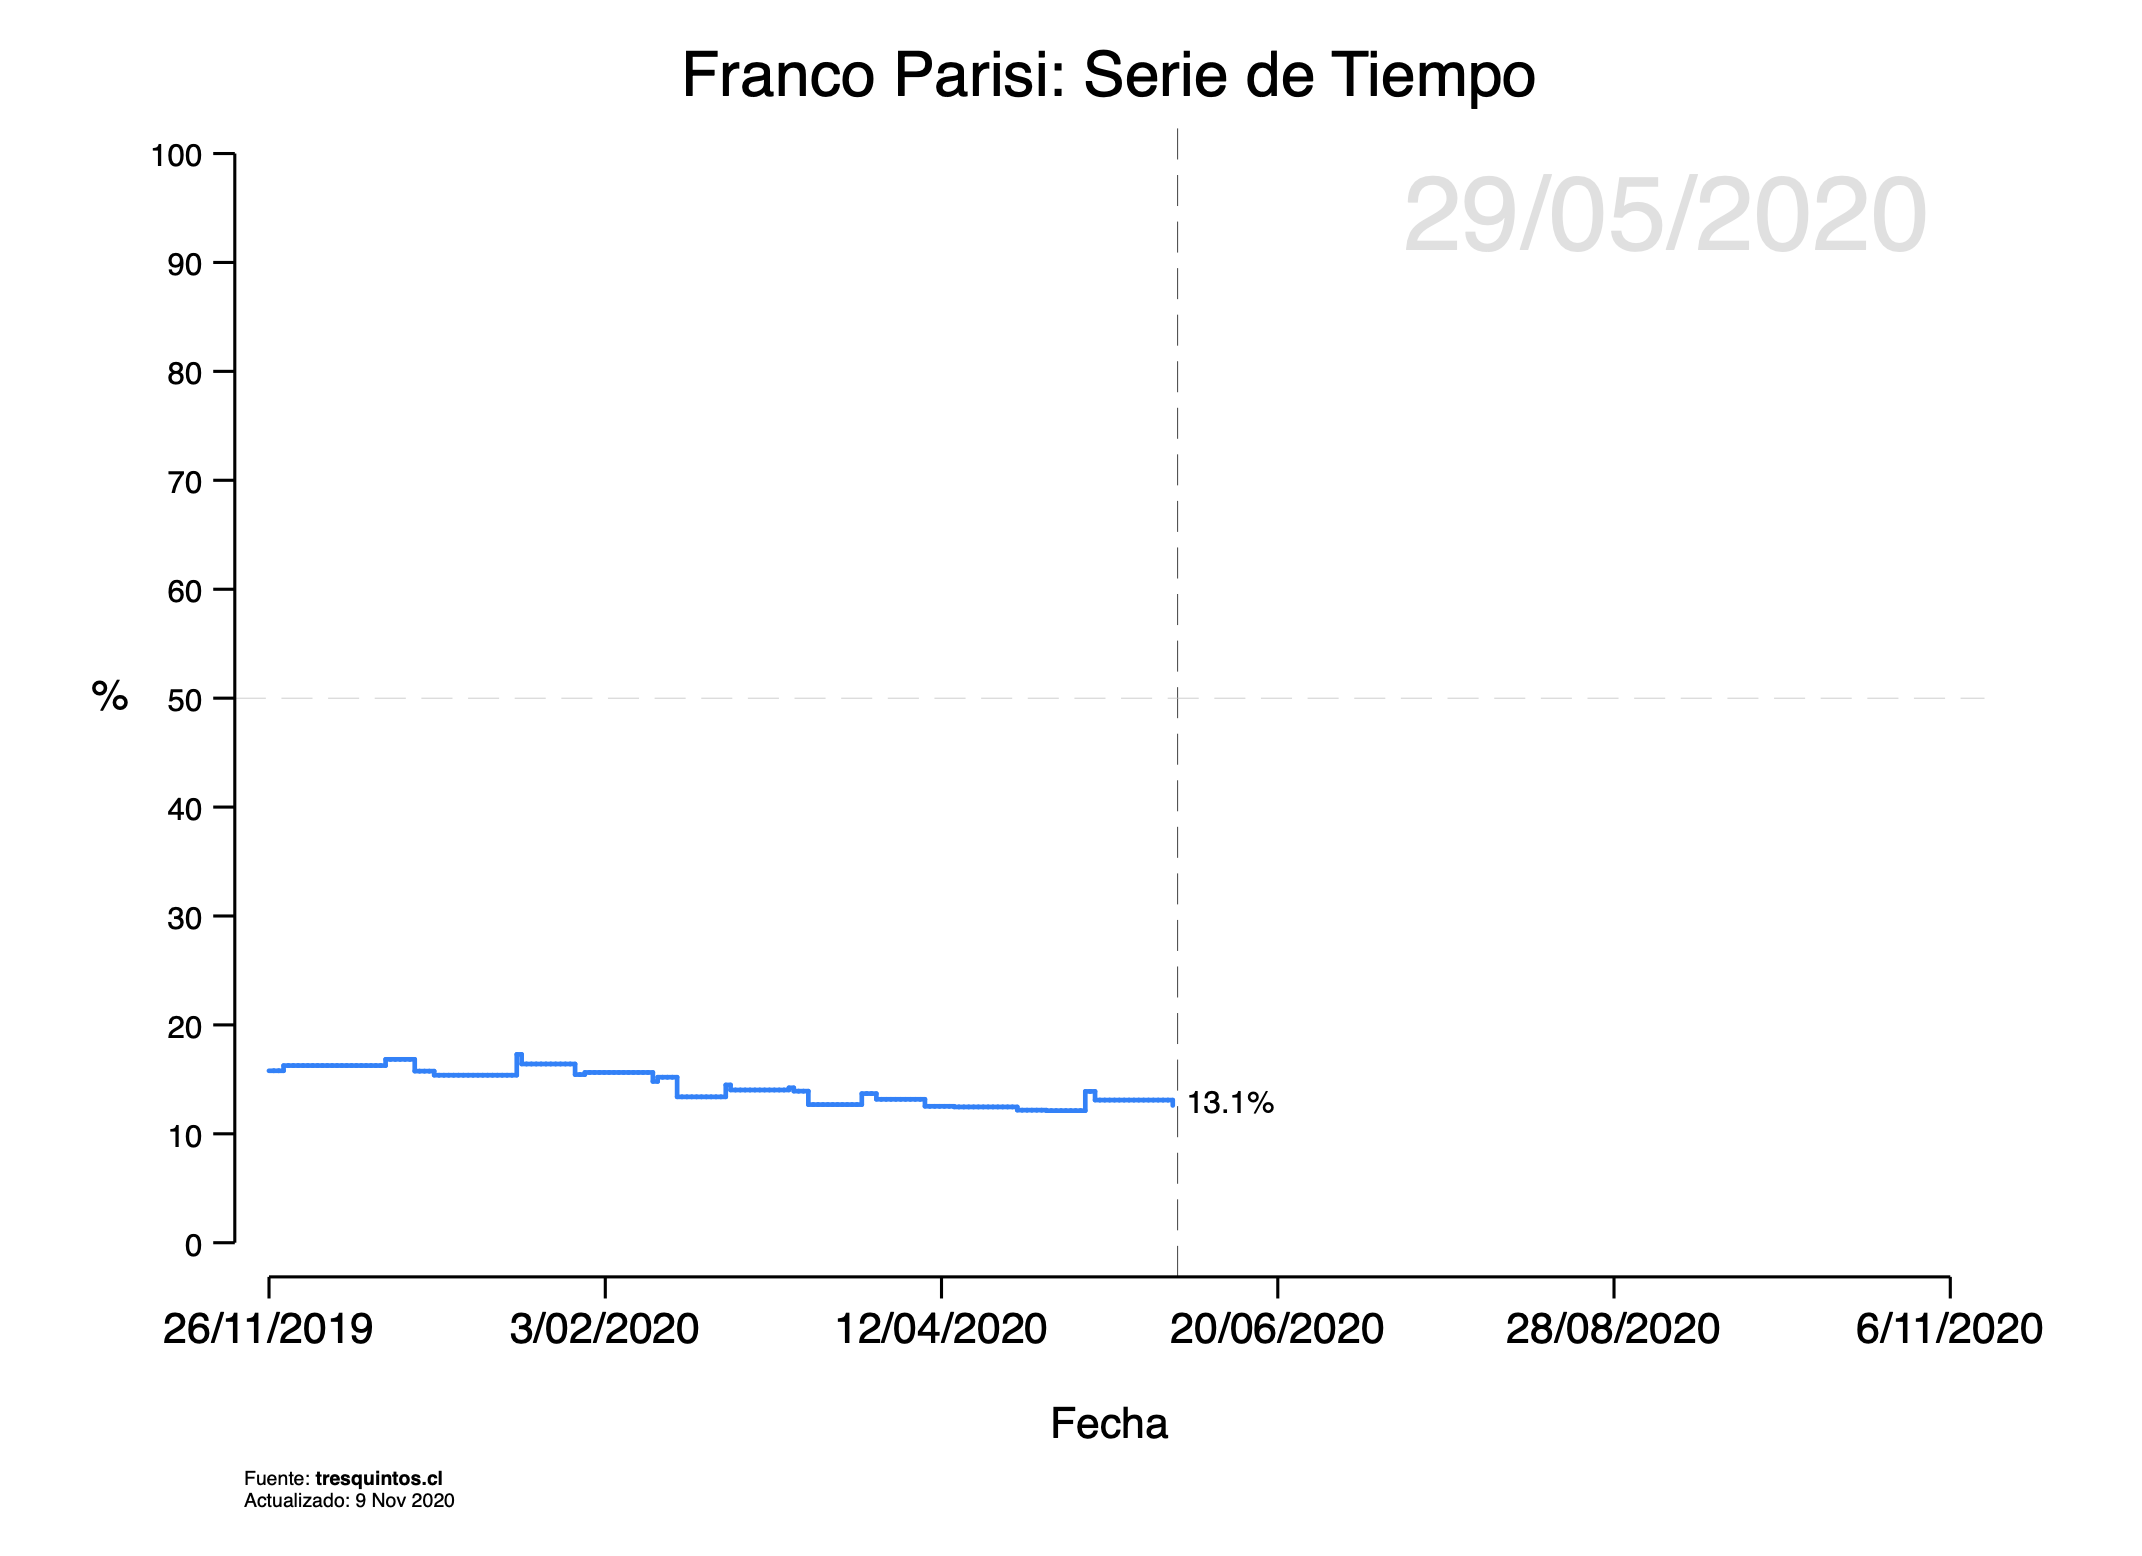 Franco Parisi: Serie de Tiempo
29/05/2020
100
90
80
70
60
50
40
30
20
10
0
%
13.1%
26/11/2019 3/02/2020 12/04/2020 20/06/2020 28/08/2020 6/11/2020
Fecha
Fuente: tresquintos.cl
Actualizado: 9 Nov 2020